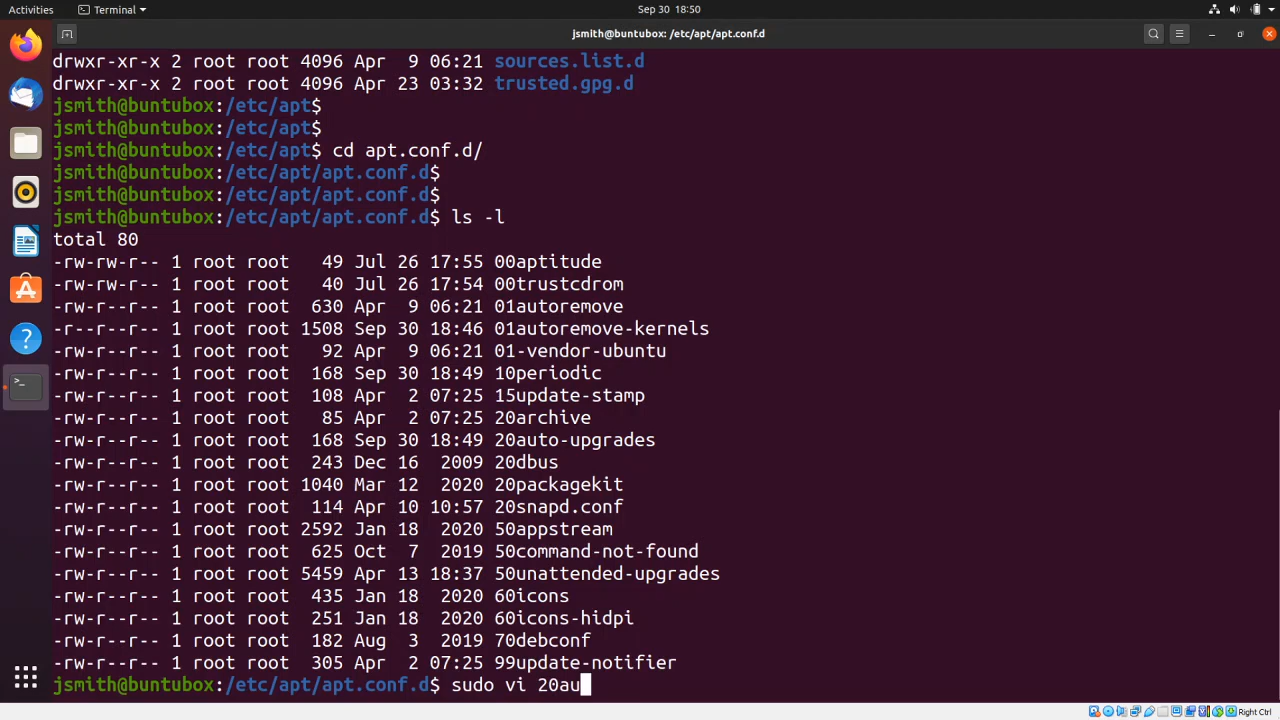 Activities Terminal Sep 30 18:50
jsmith@buntubox: /etc/apt/apt.conf.d
drwxr-xr-x 2 root root 4096 Apr  9 06:21 sources.list.d
drwxr-xr-x 2 root root 4096 Apr 23 03:32 trusted.gpg.d
jsmith@buntubox:/etc/apt$
jsmith@buntubox:/etc/apt$
jsmith@buntubox:/etc/apt$ cd apt.conf.d/
jsmith@buntubox:/etc/apt/apt.conf.d$
jsmith@buntubox:/etc/apt/apt.conf.d$
jsmith@buntubox:/etc/apt/apt.conf.d$ ls -l
total 80
-rw-rw-r-- 1 root root   49 Jul 26 17:55 00aptitude
-rw-rw-r-- 1 root root   40 Jul 26 17:54 00trustcdrom
-rw-r--r-- 1 root root  630 Apr  9 06:21 01autoremove
-r--r--r-- 1 root root 1508 Sep 30 18:46 01autoremove-kernels
-rw-r--r-- 1 root root   92 Apr  9 06:21 01-vendor-ubuntu
-rw-r--r-- 1 root root  168 Sep 30 18:49 10periodic
-rw-r--r-- 1 root root  108 Apr  2 07:25 15update-stamp
-rw-r--r-- 1 root root   85 Apr  2 07:25 20archive
-rw-r--r-- 1 root root  168 Sep 30 18:49 20auto-upgrades
-rw-r--r-- 1 root root  243 Dec 16  2009 20dbus
-rw-r--r-- 1 root root 1040 Mar 12  2020 20packagekit
-rw-r--r-- 1 root root  114 Apr 10 10:57 20snapd.conf
-rw-r--r-- 1 root root 2592 Jan 18  2020 50appstream
-rw-r--r-- 1 root root  625 Oct  7  2019 50command-not-found
-rw-r--r-- 1 root root 5459 Apr 13 18:37 50unattended-upgrades
-rw-r--r-- 1 root root  435 Jan 18  2020 60icons
-rw-r--r-- 1 root root  251 Jan 18  2020 60icons-hidpi
-rw-r--r-- 1 root root  182 Aug  3  2019 70debconf
-rw-r--r-- 1 root root  305 Apr  2 07:25 99update-notifier
jsmith@buntubox:/etc/apt/apt.conf.d$ sudo vi 20au
Right Ctrl